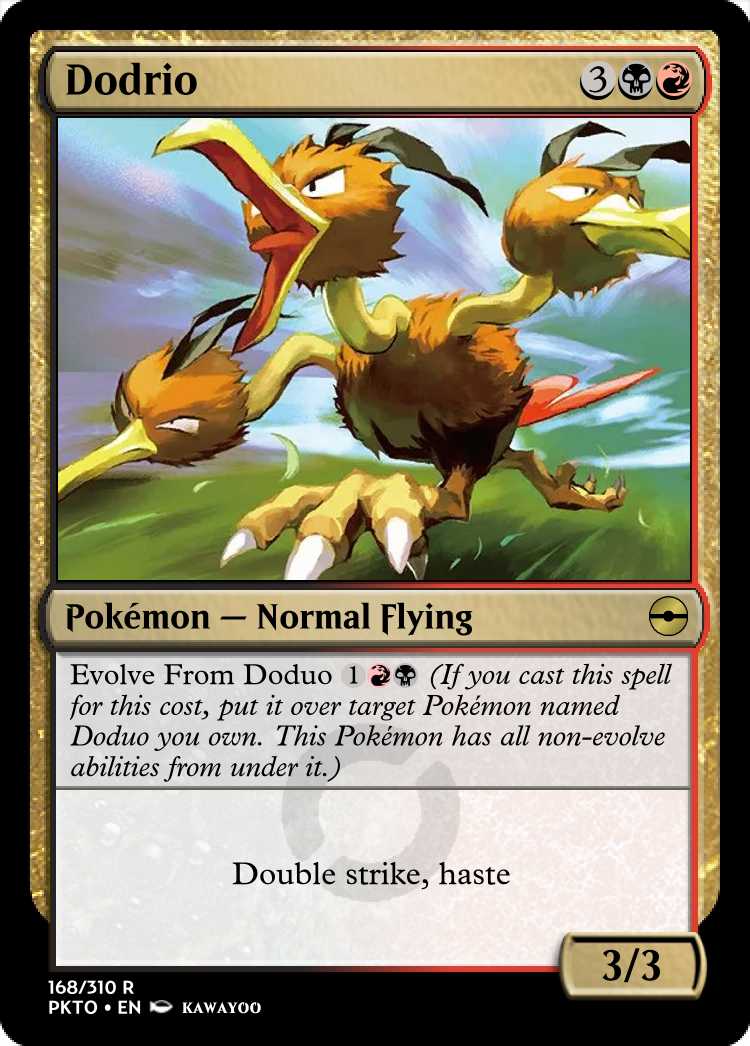 Dodrio 3
Pokémon — Normal Flying
Evolve From Doduo 1 (If you cast this spell
for this cost, put it over target Pokémon named
Doduo you own. This Pokémon has all non-evolve
abilities from under it.)
Double strike, haste
3/3
168/310 R
PKTO • EN KAWAYOO